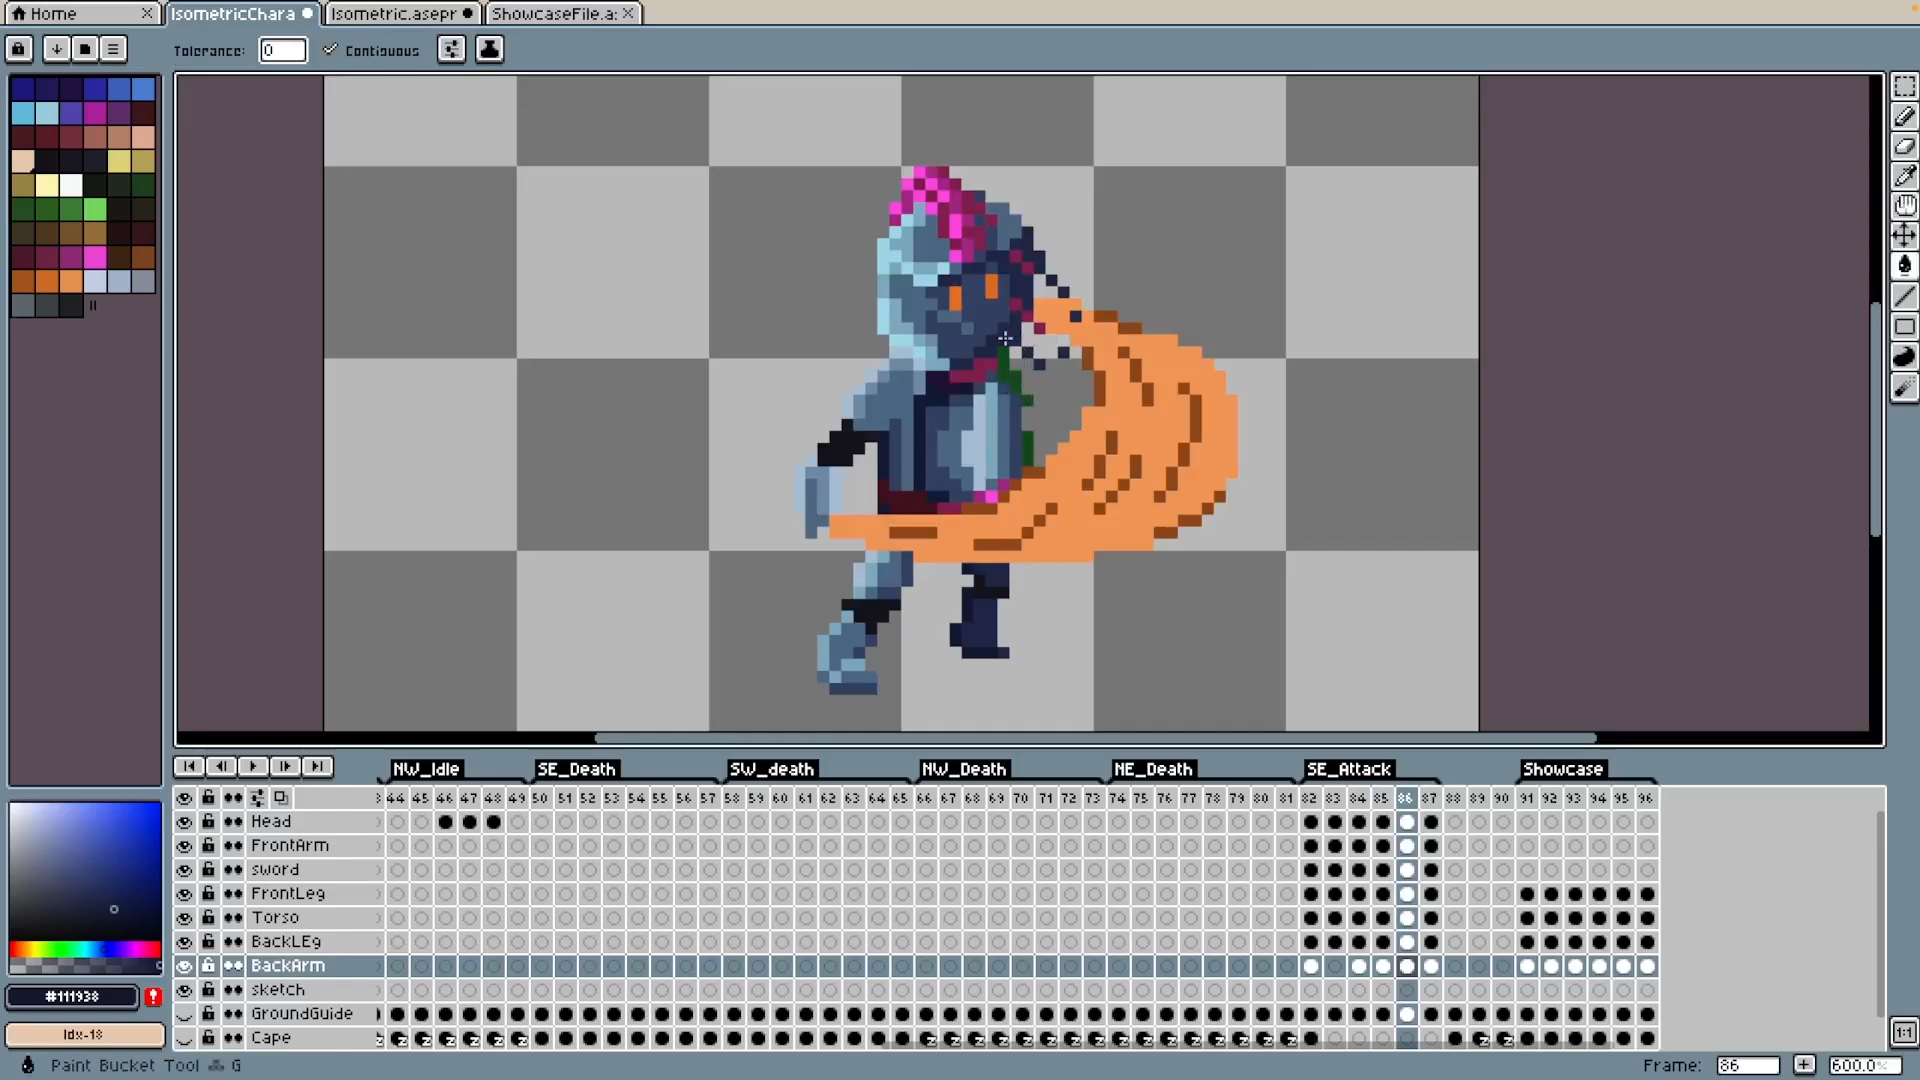 Home
IsometricChara
Isometric.asepr
ShowcaseFile.a:
Tolerance: 0 Contiguous
NW_Idle SE_Death SW_death NW_Death NE_Death SE_Attack Showcase
44 45 46 47 48 49 50 51 52 53 54 55 56 57 58 59 60 61 62 63 64 65 66 67 68 69 70 71 72 73 74 75 76 77 78 79 80 81 82 83 84 85 86 87 88 89 90 91 92 93 94 95 96
Head
FrontArm
sword
FrontLeg
Torso
BackLEg
BackArm
sketch
GroundGuide
Cape
#111938
Idx-18
1:1
Paint Bucket Tool G
Frame: 86 + 600.0%